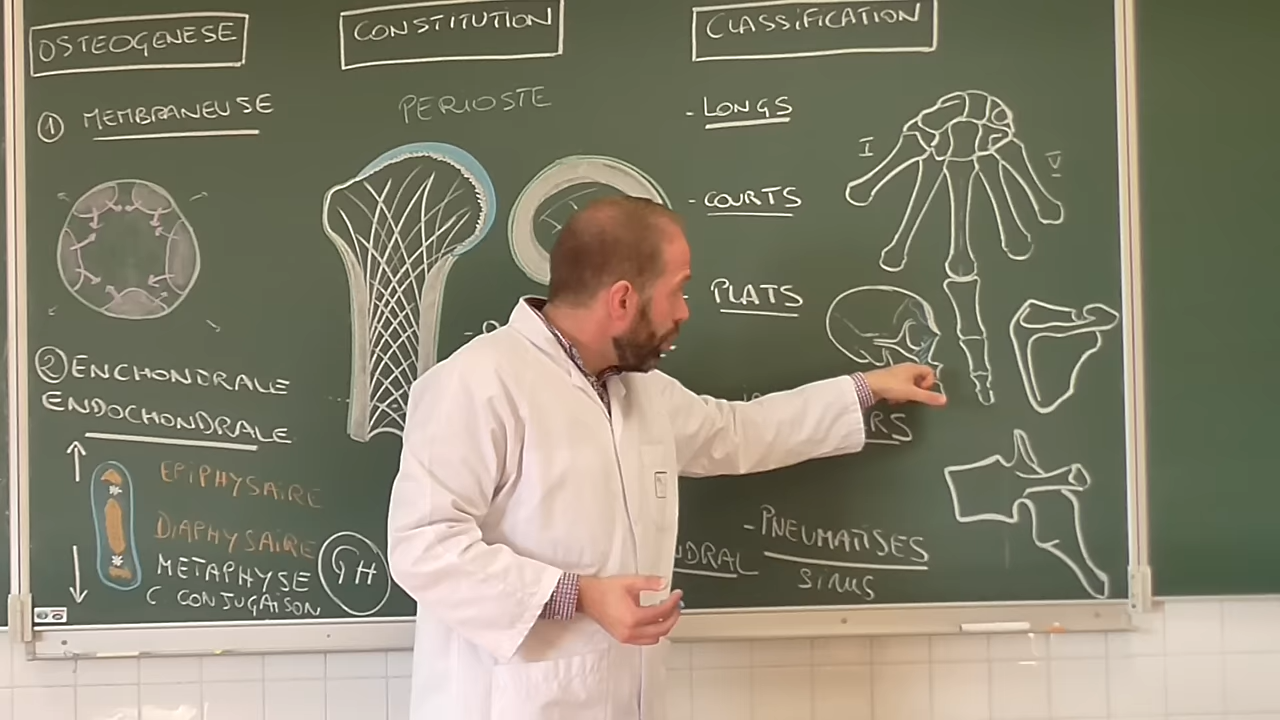 OSTEOGENESE
① MEMBRANEUSE
② ENCHONDRALE
ENDOCHONDRALE
EPiPHYSAiRE
DiAPHYSAiRE
METAPHYSE
C CONJUGAiSON
GH
CONSTITUTiON
PERIOSTE
CLASSiFiCATiON
- LONGS
I
V
- COURTS
- PLATS
- PNEUMATiSES
SiNUS